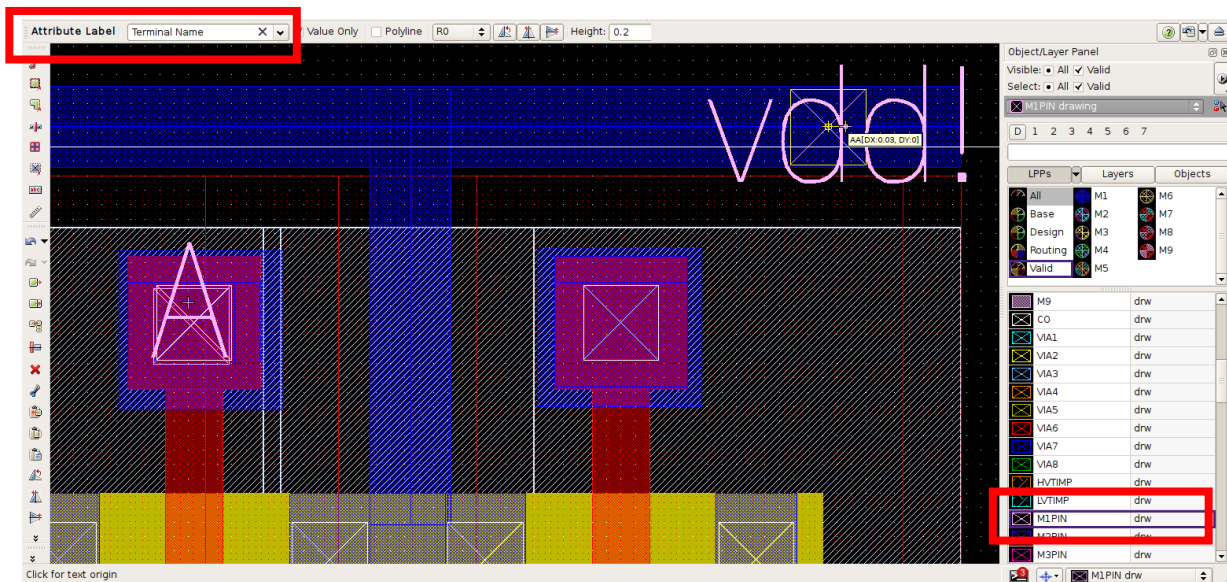 Attribute Label Terminal Name Value Only Polyline R0 Height: 0.2
Object/Layer Panel
Visible: All Valid
Select: All Valid
M1PIN drawing
D 1 2 3 4 5 6 7
LPPs Layers Objects
All M1 M6
Base M2 M7
Design M3 M8
Routing M4 M9
Valid M5
M9 drw
CO drw
VIA1 drw
VIA2 drw
VIA3 drw
VIA4 drw
VIA5 drw
VIA6 drw
VIA7 drw
VIA8 drw
HVTIMP drw
LVTIMP drw
M1PIN drw
M2PIN drw
M3PIN drw
vdd!
AA[DX:0.03, DY:0]
A
abc
Click for text origin
3
M1PIN drw